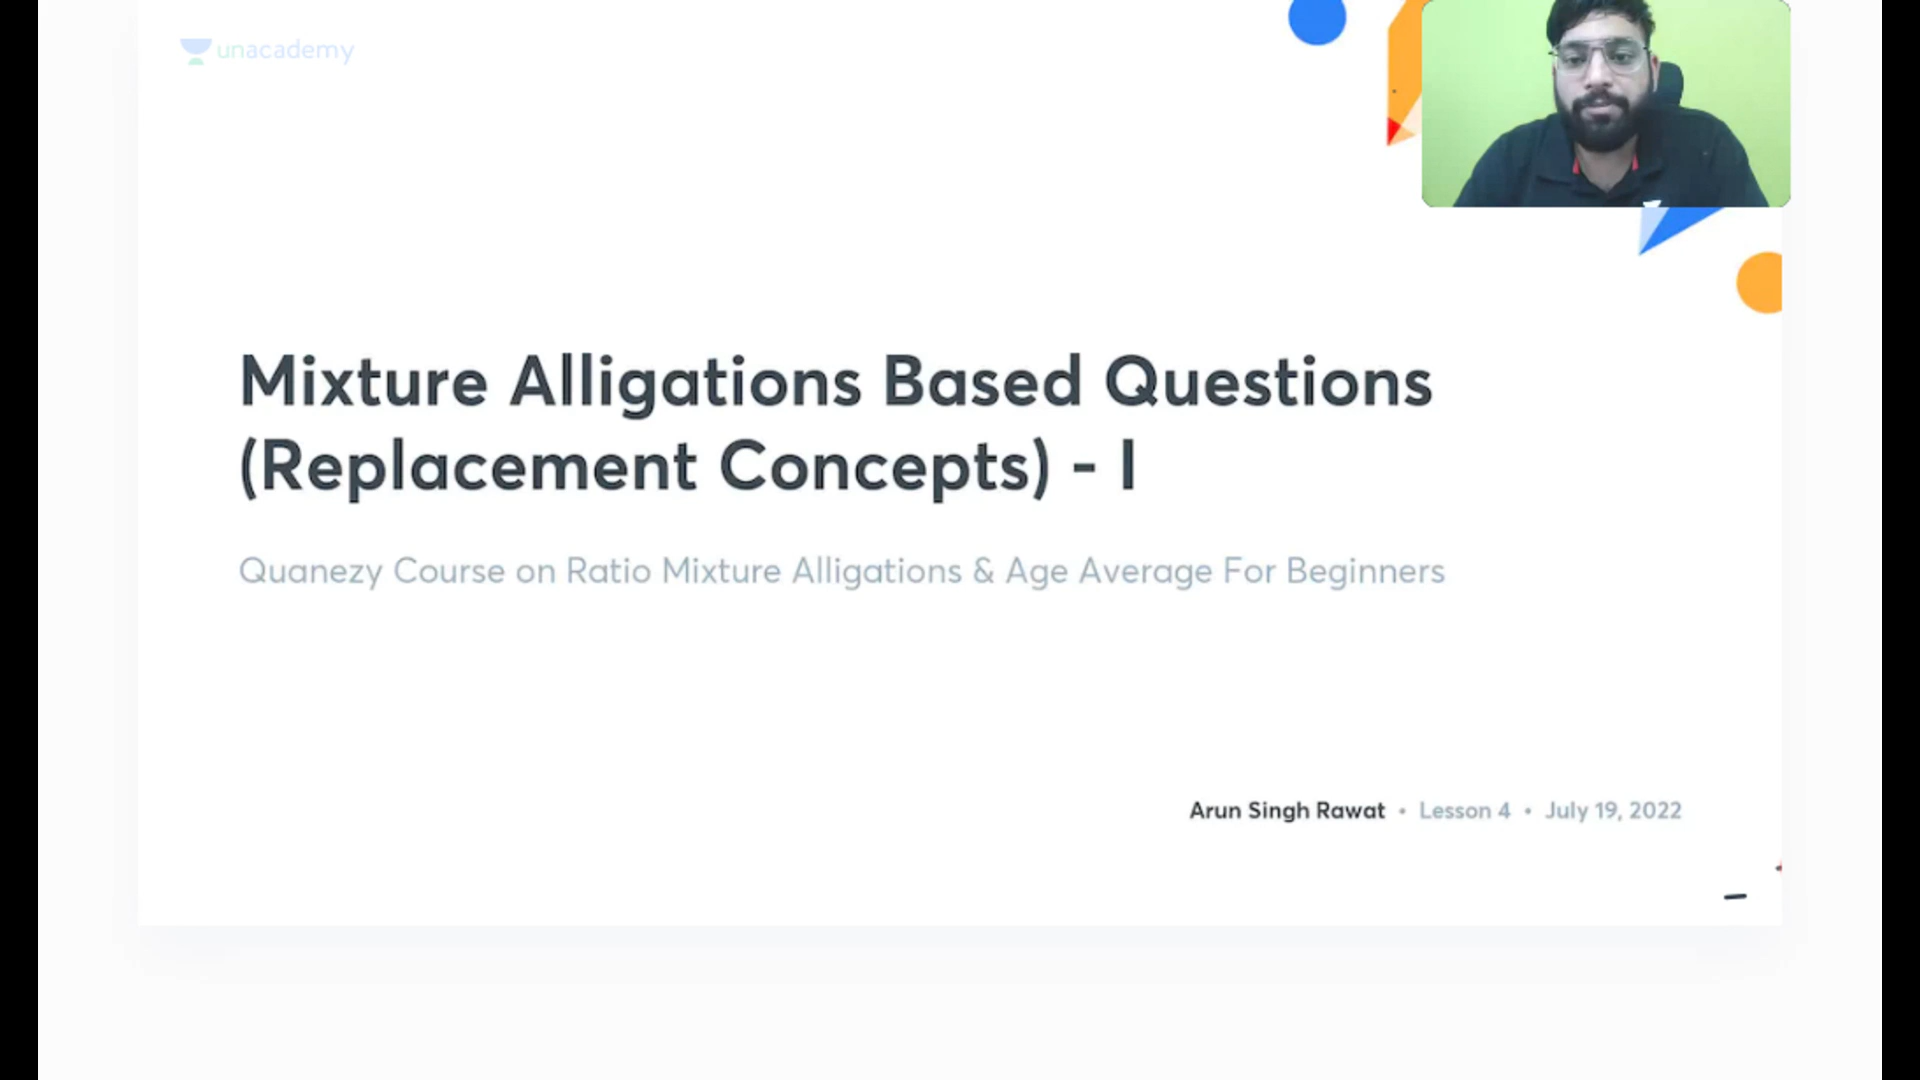 unacademy
Mixture Alligations Based Questions
(Replacement Concepts) - I
Quanezy Course on Ratio Mixture Alligations & Age Average For Beginners
Arun Singh Rawat • Lesson 4 • July 19, 2022